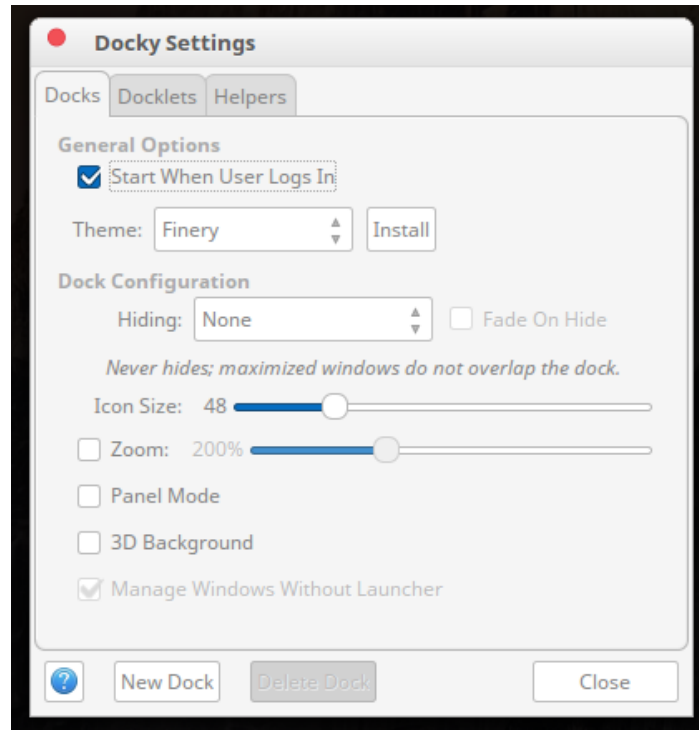 Docky Settings
Docks Docklets Helpers
General Options
Start When User Logs In
Theme: Finery Install
Dock Configuration
Hiding: None Fade On Hide
Never hides; maximized windows do not overlap the dock.
Icon Size: 48
Zoom: 200%
Panel Mode
3D Background
Manage Windows Without Launcher
? New Dock Delete Dock Close